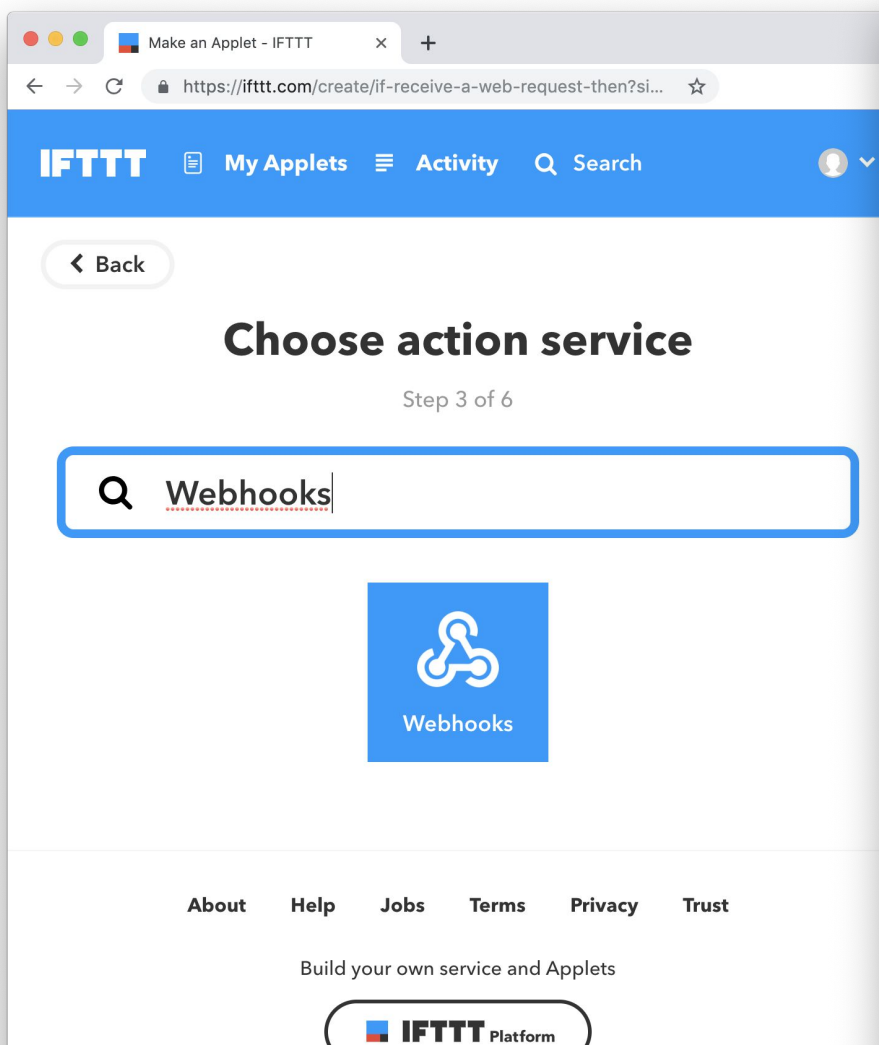 Make an Applet - IFTTT
https://ifttt.com/create/if-receive-a-web-request-then?si...
IFTTT My Applets Activity Search
Back
Choose action service
Step 3 of 6
Webhooks
Webhooks
About Help Jobs Terms Privacy Trust
Build your own service and Applets
IFTTT Platform